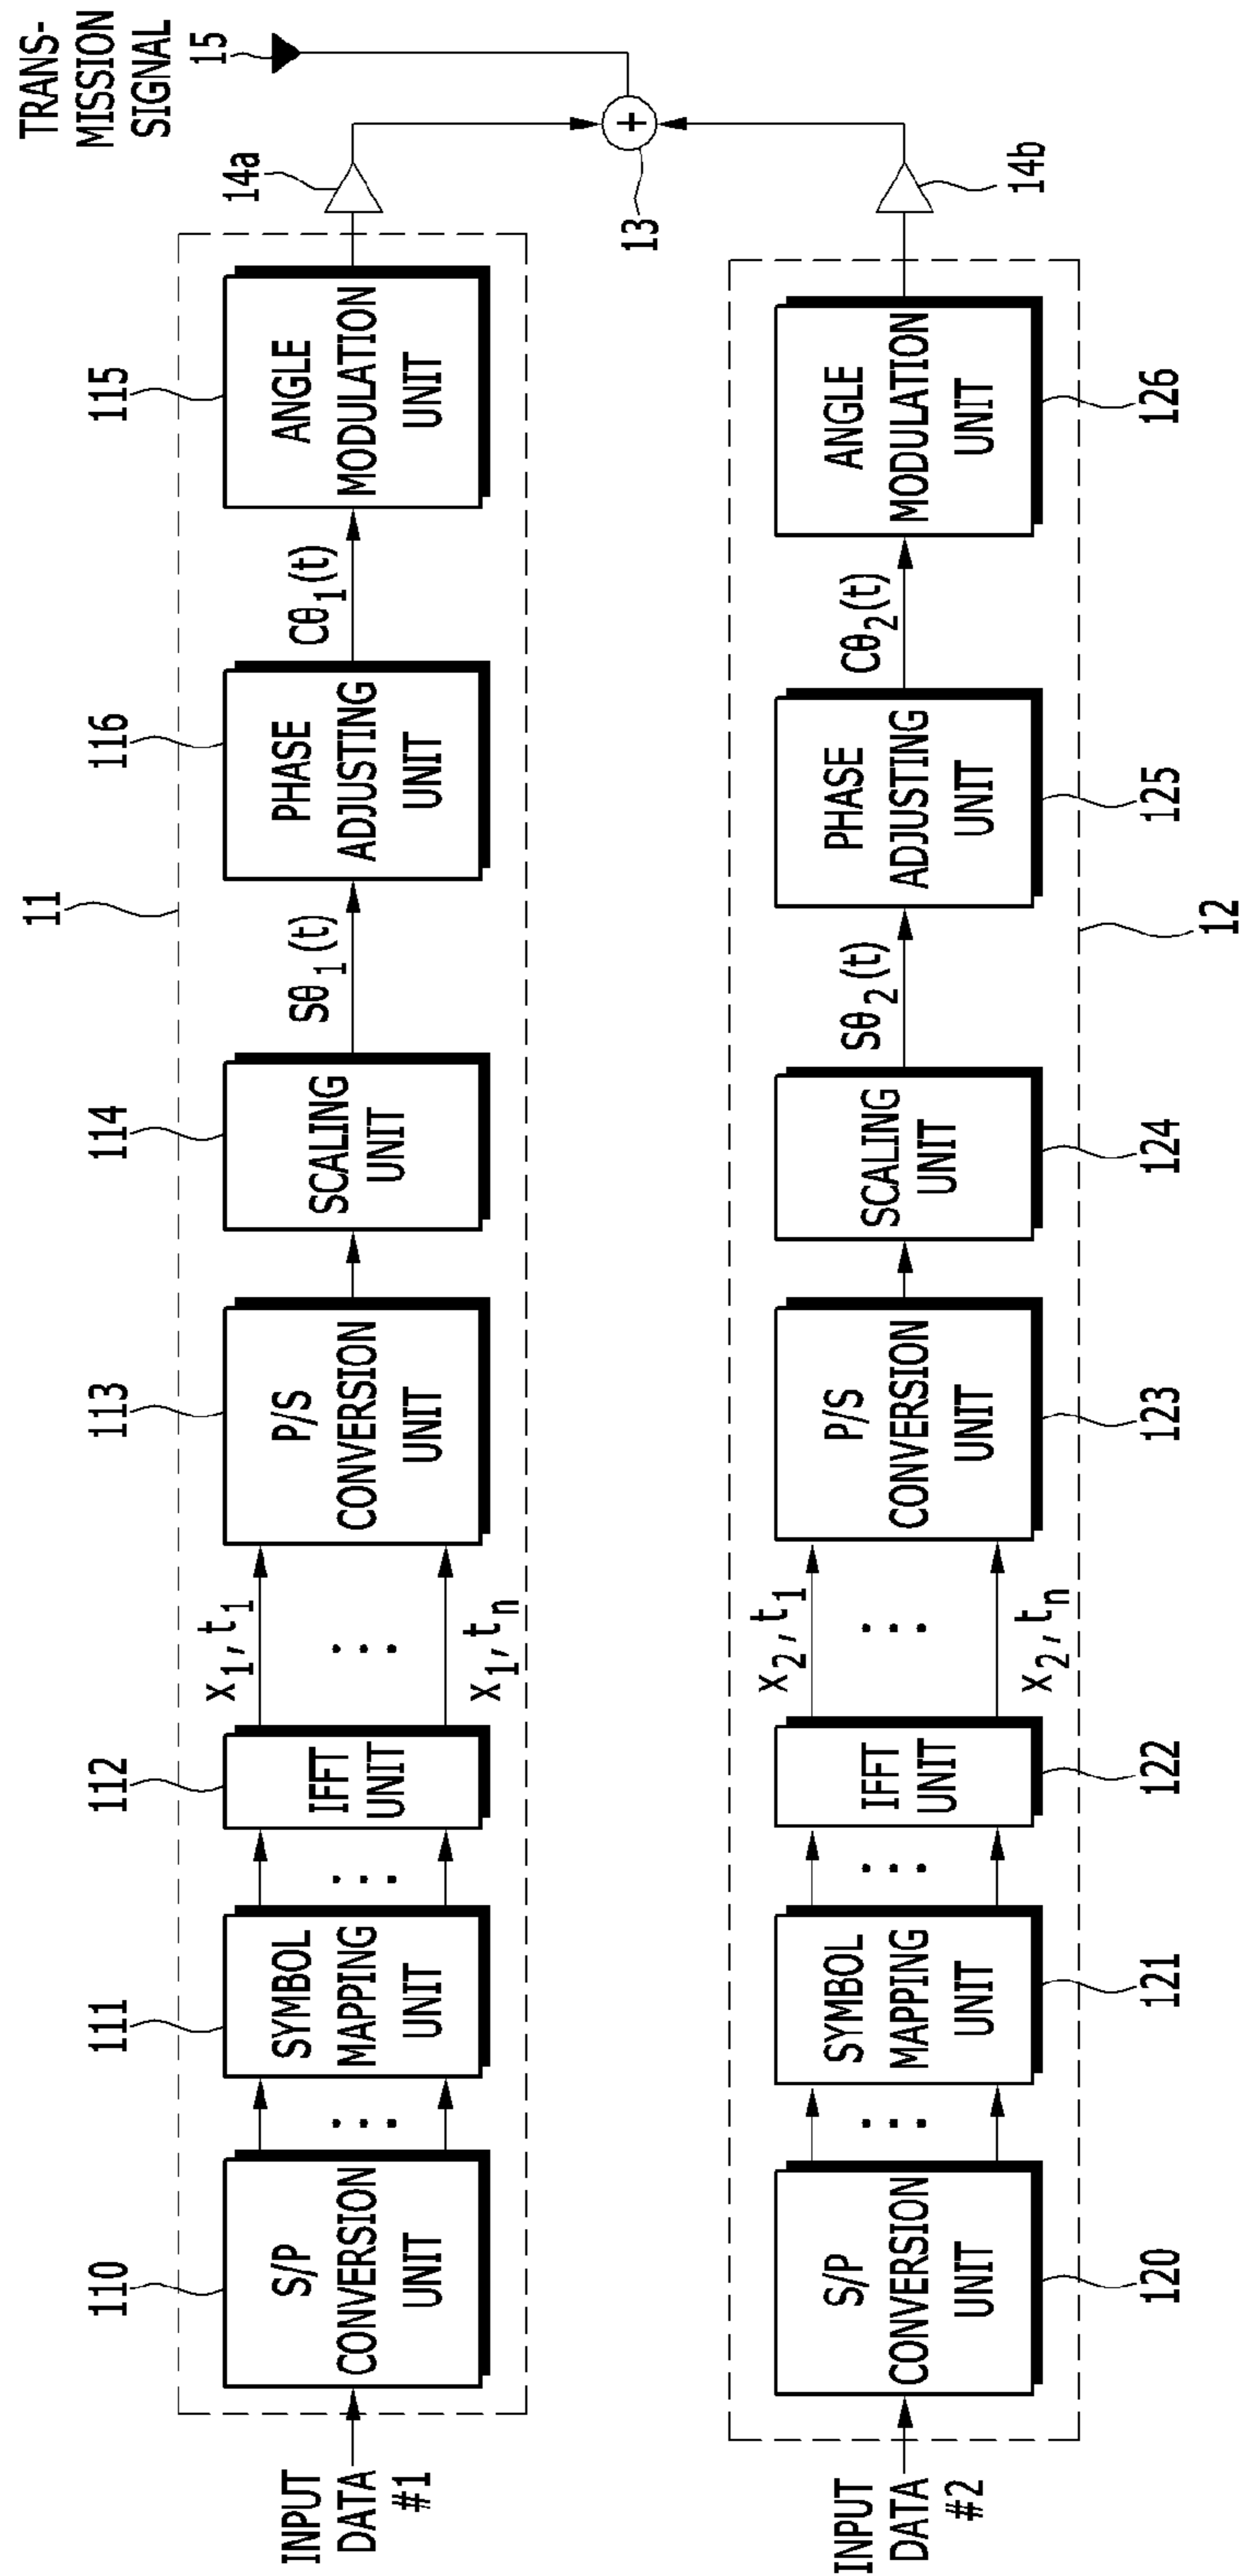 TRANS-
MISSION
SIGNAL
15
11
110
111
112
113
114
116
115
14a
INPUT
DATA
#1
S/P
CONVERSION
UNIT
SYMBOL
MAPPING
UNIT
IFFT
UNIT
x₁,t₁
x₁,tₙ
P/S
CONVERSION
UNIT
SCALING
UNIT
Sθ₁(t)
PHASE
ADJUSTING
UNIT
Cθ₁(t)
ANGLE
MODULATION
UNIT
+
13
INPUT
DATA
#2
S/P
CONVERSION
UNIT
SYMBOL
MAPPING
UNIT
IFFT
UNIT
x₂,t₁
x₂,tₙ
P/S
CONVERSION
UNIT
SCALING
UNIT
Sθ₂(t)
PHASE
ADJUSTING
UNIT
Cθ₂(t)
ANGLE
MODULATION
UNIT
14b
120
121
122
123
124
125
126
12